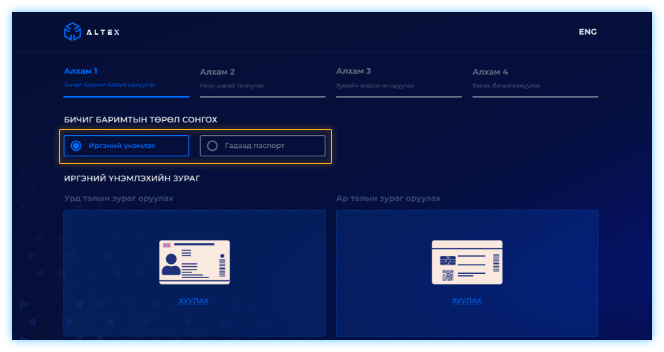 ALTEX
ENG
Алхам 1
Бичиг баримт баталгаажуулах
Алхам 2
Нүүр царай таниулах
Алхам 3
Хувийн мэдээлэл оруулах
Алхам 4
Хянах, баталгаажуулах
БИЧИГ БАРИМТЫН ТӨРӨЛ СОНГОХ
Иргэний үнэмлэх
Гадаад паспорт
ИРГЭНИЙ ҮНЭМЛЭХИЙН ЗУРАГ
Урд талын зураг оруулах
Ар талын зураг оруулах
ХУУЛАХ
ХУУЛАХ